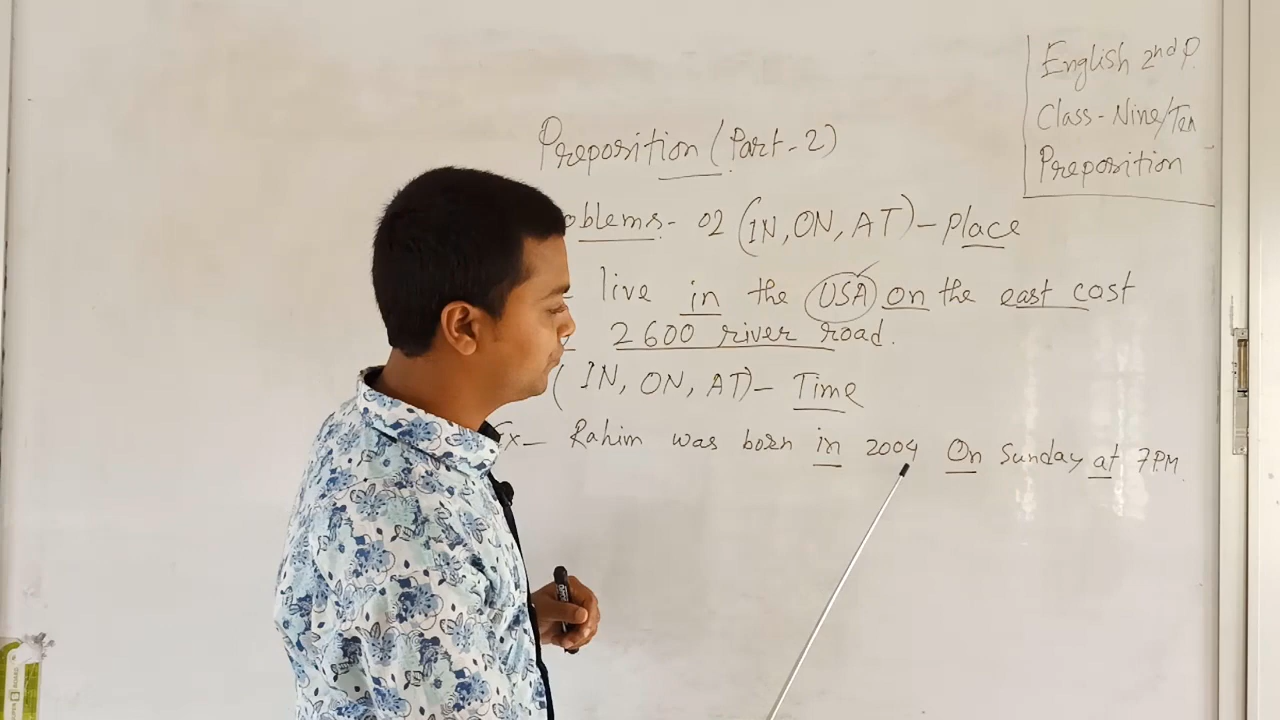 English 2nd P.
Class - Nine/Ten
Preposition
Preposition (Part - 2)
oblems - 02 (IN, ON, AT) - Place
live in the USA on the east cost
2600 river road.
(IN, ON, AT) - Time
Ex - Rahim was born in 2004 On Sunday at 7PM.